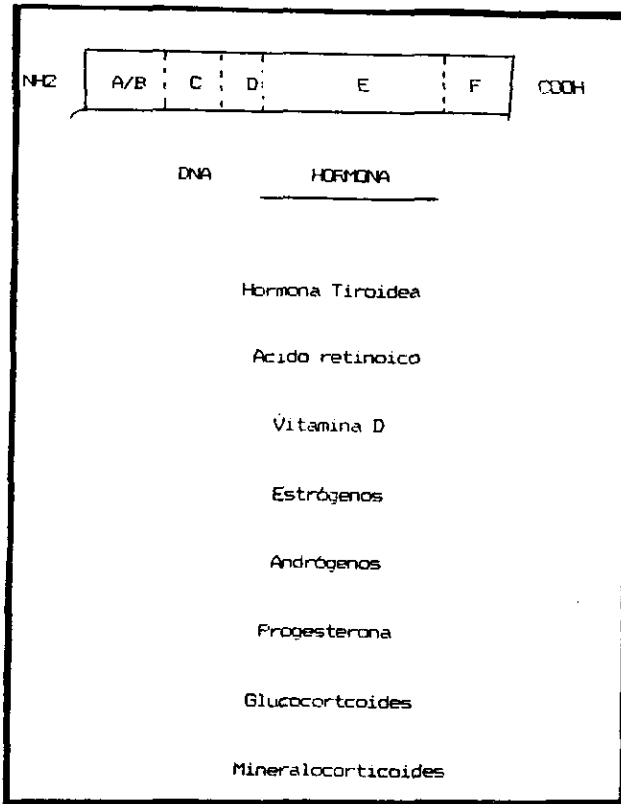 NH2 A/B C D E F COOH
DNA HORMONA
Hormona Tiroidea
Acido retinoico
Vitamina D
Estrógenos
Andrógenos
Progesterona
Glucocortcoides
Mineralocorticoides